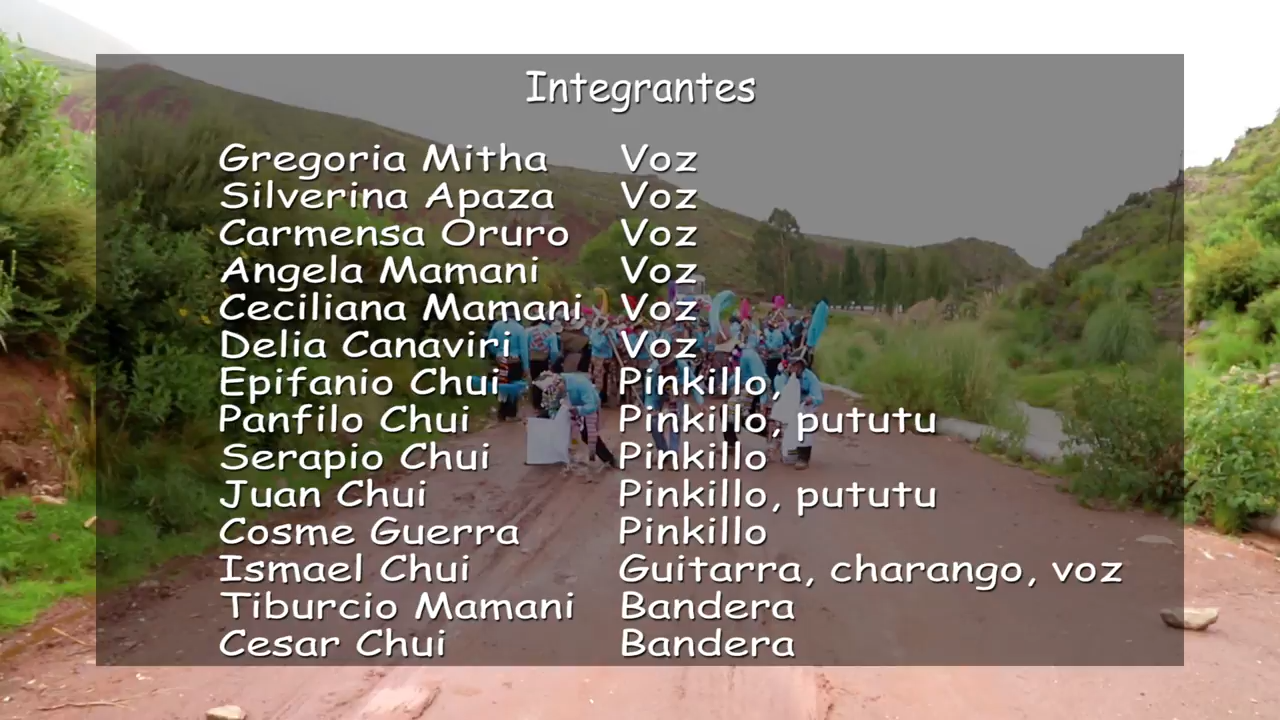 Integrantes
Gregoria Mitha Voz
Silverina Apaza Voz
Carmensa Oruro Voz
Angela Mamani Voz
Ceciliana Mamani Voz
Delia Canaviri Voz
Epifanio Chui Pinkillo,
Panfilo Chui Pinkillo, pututu
Serapio Chui Pinkillo
Juan Chui Pinkillo, pututu
Cosme Guerra Pinkillo
Ismael Chui Guitarra, charango, voz
Tiburcio Mamani Bandera
Cesar Chui Bandera